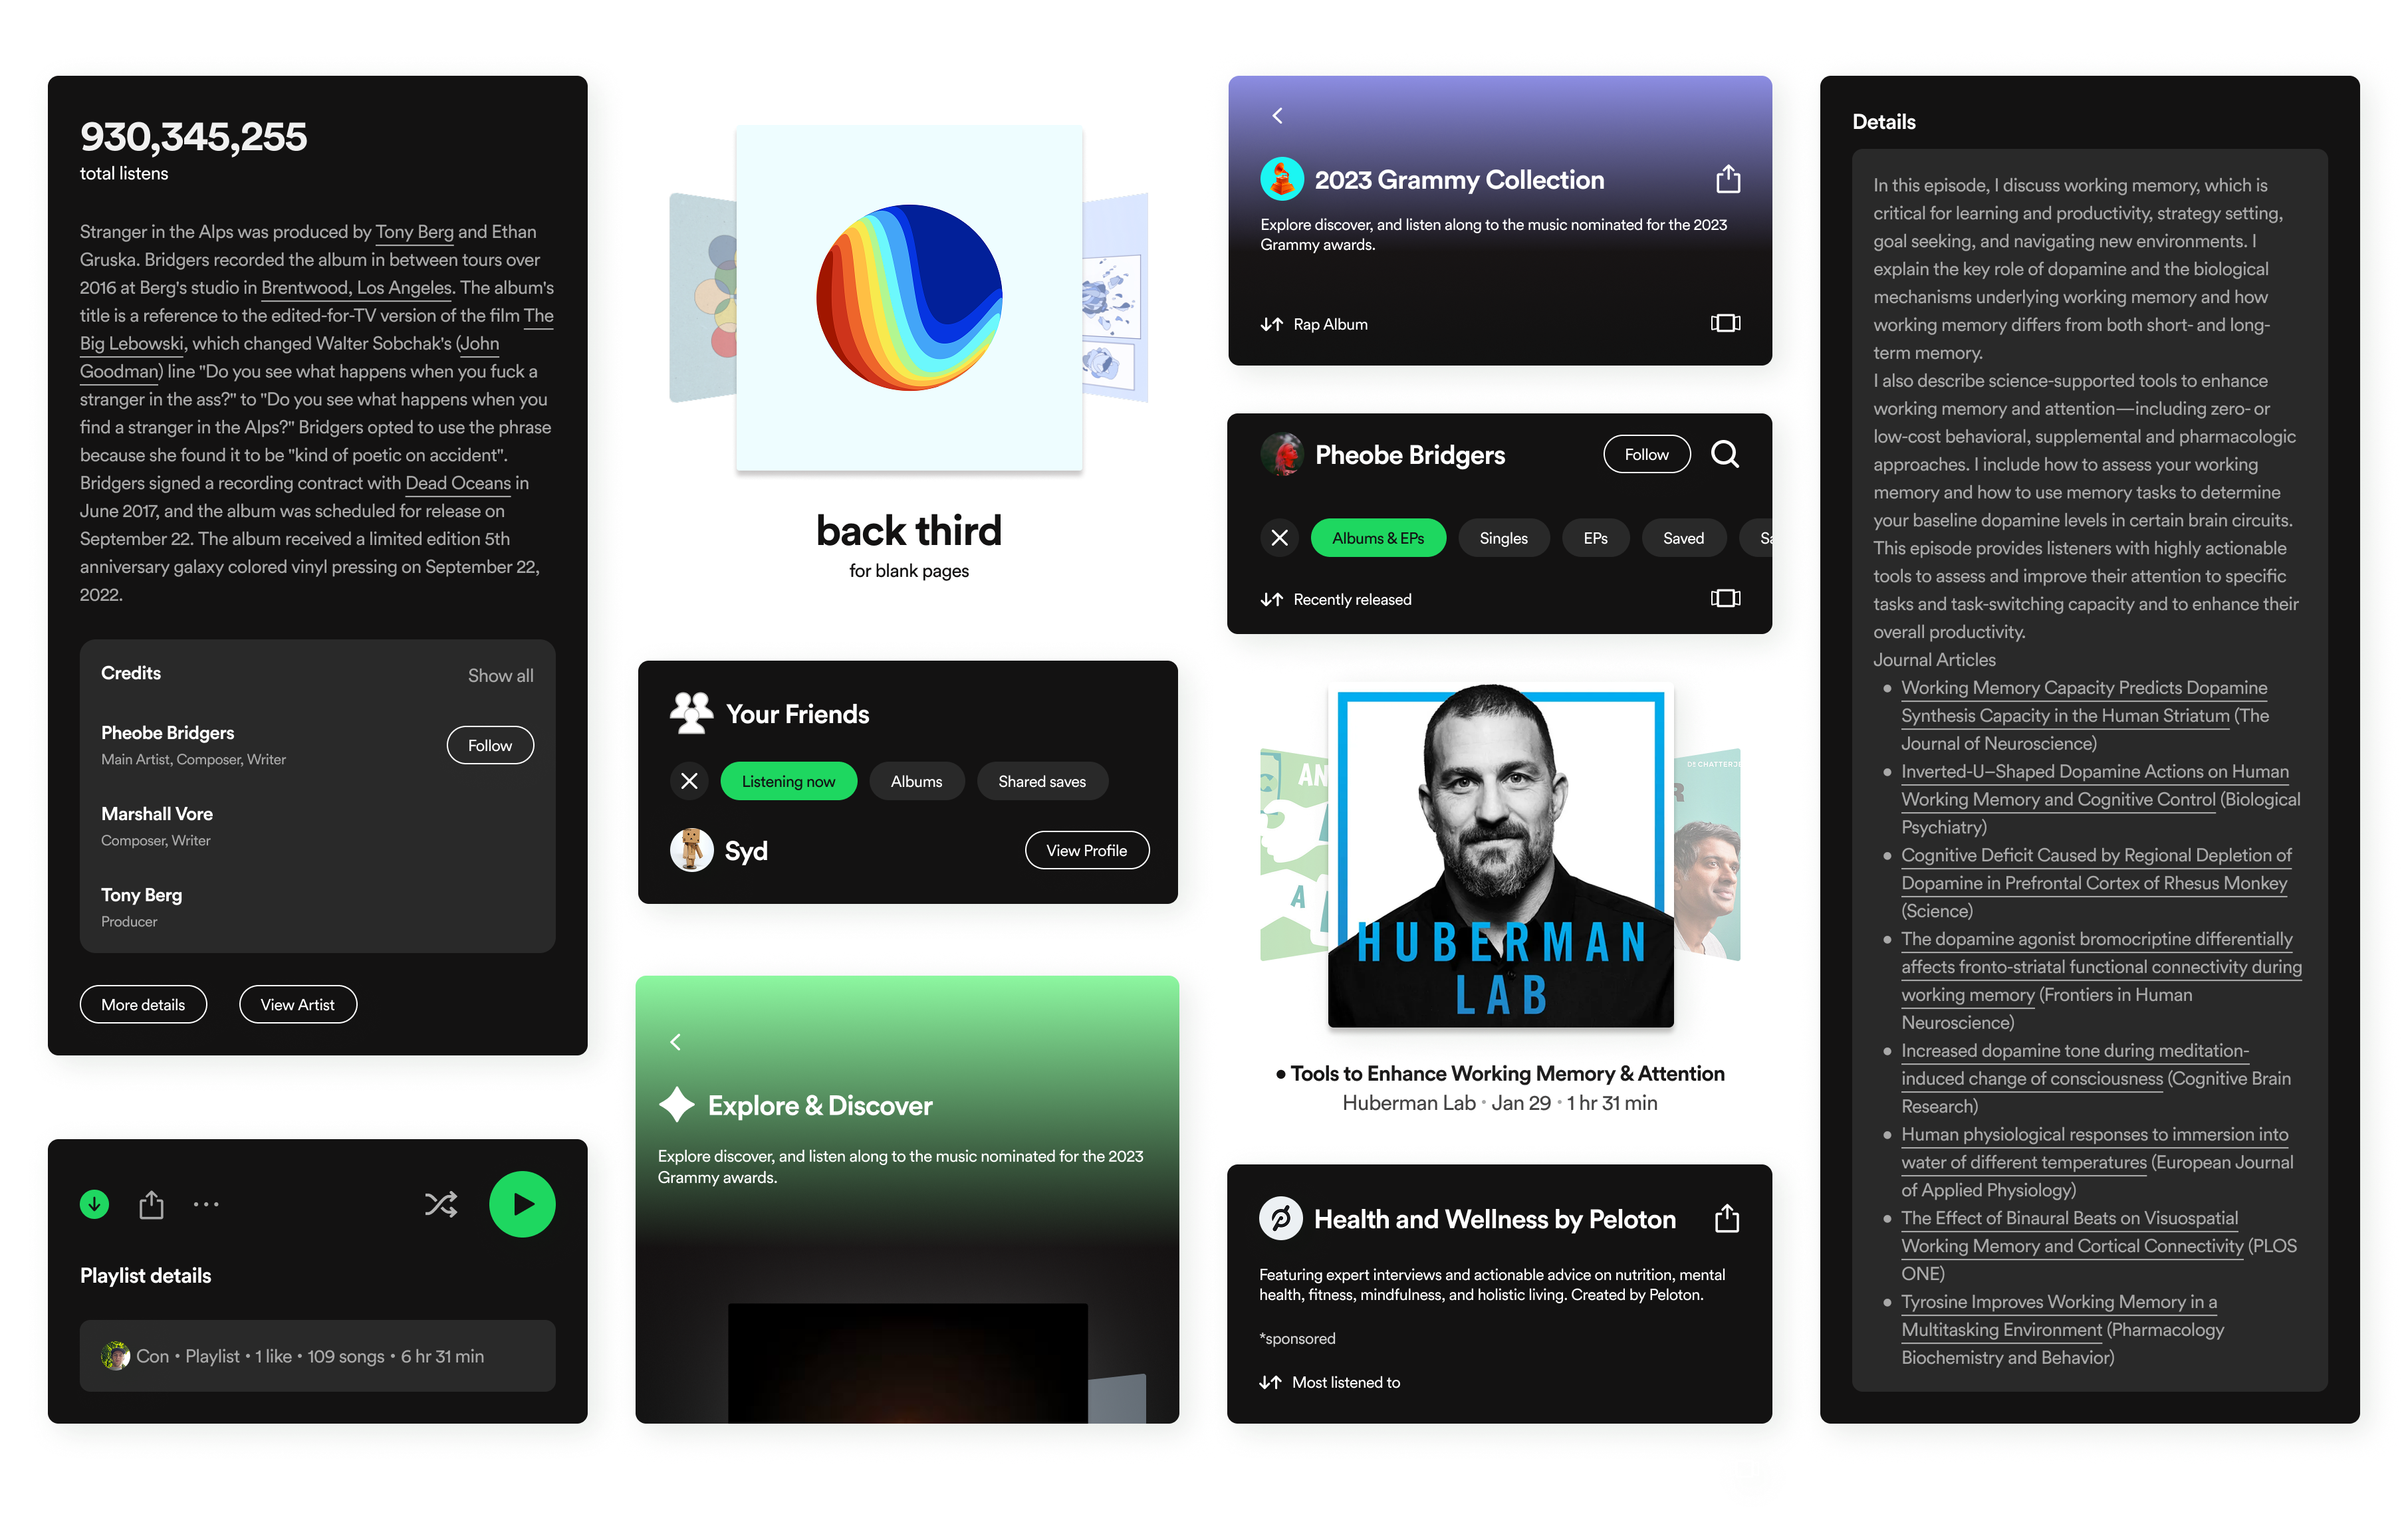 930,345,255
total listens
Stranger in the Alps was produced by Tony Berg and Ethan
Gruska. Bridgers recorded the album in between tours over
2016 at Berg's studio in Brentwood, Los Angeles. The album's
title is a reference to the edited-for-TV version of the film The
Big Lebowski, which changed Walter Sobchak's (John
Goodman) line "Do you see what happens when you fuck a
stranger in the ass?" to "Do you see what happens when you
find a stranger in the Alps?" Bridgers opted to use the phrase
because she found it to be "kind of poetic on accident".
Bridgers signed a recording contract with Dead Oceans in
June 2017, and the album was scheduled for release on
September 22. The album received a limited edition 5th
anniversary galaxy colored vinyl pressing on September 22,
2022.
Credits
Show all
Pheobe Bridgers
Main Artist, Composer, Writer
Follow
Marshall Vore
Composer, Writer
Tony Berg
Producer
More details
View Artist
Playlist details
Con • Playlist • 1 like • 109 songs • 6 hr 31 min
back third
for blank pages
Your Friends
Listening now
Albums
Shared saves
Syd
View Profile
Explore & Discover
Explore discover, and listen along to the music nominated for the 2023
Grammy awards.
2023 Grammy Collection
Explore discover, and listen along to the music nominated for the 2023
Grammy awards.
Rap Album
Pheobe Bridgers
Follow
Albums & EPs
Singles
EPs
Saved
Sa
Recently released
AN
A
HUBERMAN
LAB
R
• Tools to Enhance Working Memory & Attention
Huberman Lab • Jan 29 • 1 hr 31 min
Health and Wellness by Peloton
Featuring expert interviews and actionable advice on nutrition, mental
health, fitness, mindfulness, and holistic living. Created by Peloton.
*sponsored
Most listened to
Details
In this episode, I discuss working memory, which is
critical for learning and productivity, strategy setting,
goal seeking, and navigating new environments. I
explain the key role of dopamine and the biological
mechanisms underlying working memory and how
working memory differs from both short- and long-
term memory.
I also describe science-supported tools to enhance
working memory and attention—including zero- or
low-cost behavioral, supplemental and pharmacologic
approaches. I include how to assess your working
memory and how to use memory tasks to determine
your baseline dopamine levels in certain brain circuits.
This episode provides listeners with highly actionable
tools to assess and improve their attention to specific
tasks and task-switching capacity and to enhance their
overall productivity.
Journal Articles
• Working Memory Capacity Predicts Dopamine
Synthesis Capacity in the Human Striatum (The
Journal of Neuroscience)
• Inverted-U–Shaped Dopamine Actions on Human
Working Memory and Cognitive Control (Biological
Psychiatry)
• Cognitive Deficit Caused by Regional Depletion of
Dopamine in Prefrontal Cortex of Rhesus Monkey
(Science)
• The dopamine agonist bromocriptine differentially
affects fronto-striatal functional connectivity during
working memory (Frontiers in Human
Neuroscience)
• Increased dopamine tone during meditation-
induced change of consciousness (Cognitive Brain
Research)
• Human physiological responses to immersion into
water of different temperatures (European Journal
of Applied Physiology)
• The Effect of Binaural Beats on Visuospatial
Working Memory and Cortical Connectivity (PLOS
ONE)
• Tyrosine Improves Working Memory in a
Multitasking Environment (Pharmacology
Biochemistry and Behavior)